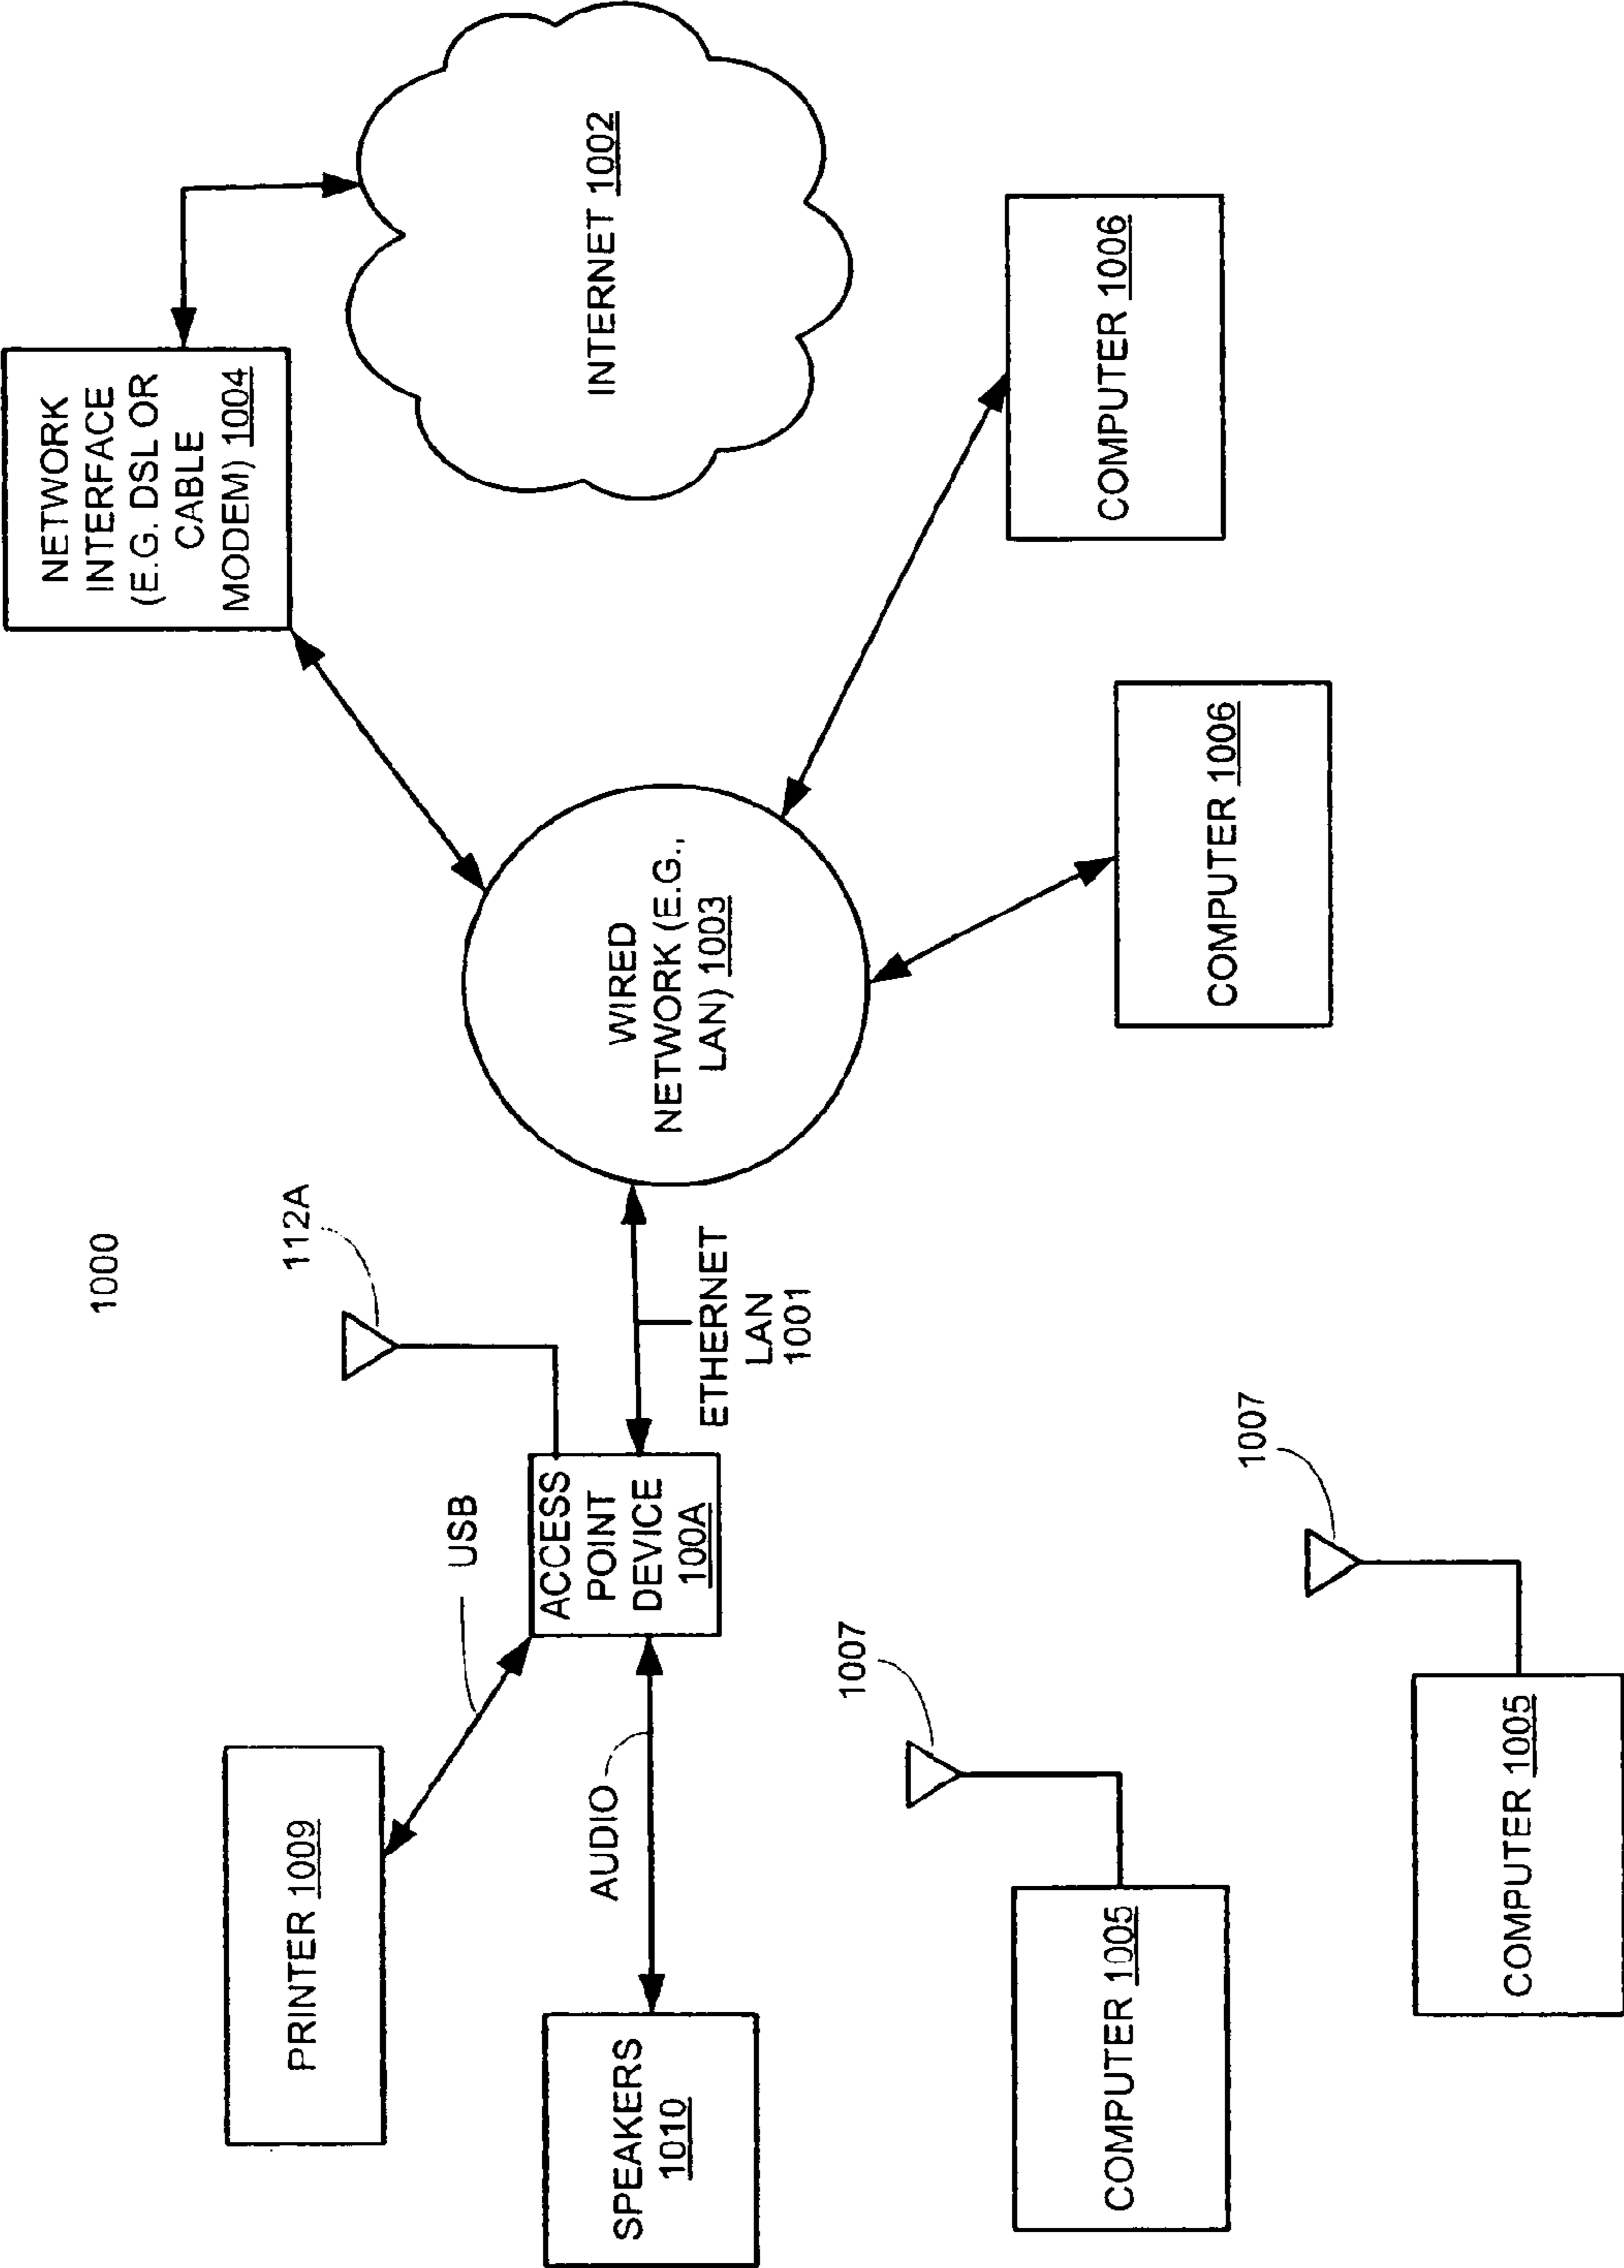 1000
PRINTER 1009
USB
112A
NETWORK
INTERFACE
(E.G. DSL OR
CABLE
MODEM) 1004
SPEAKERS
1010
AUDIO
ACCESS
POINT
DEVICE
100A
ETHERNET
LAN
1001
WIRED
NETWORK (E.G.,
LAN) 1003
INTERNET 1002
COMPUTER 1005
1007
COMPUTER 1006
COMPUTER 1006
COMPUTER 1005
1007